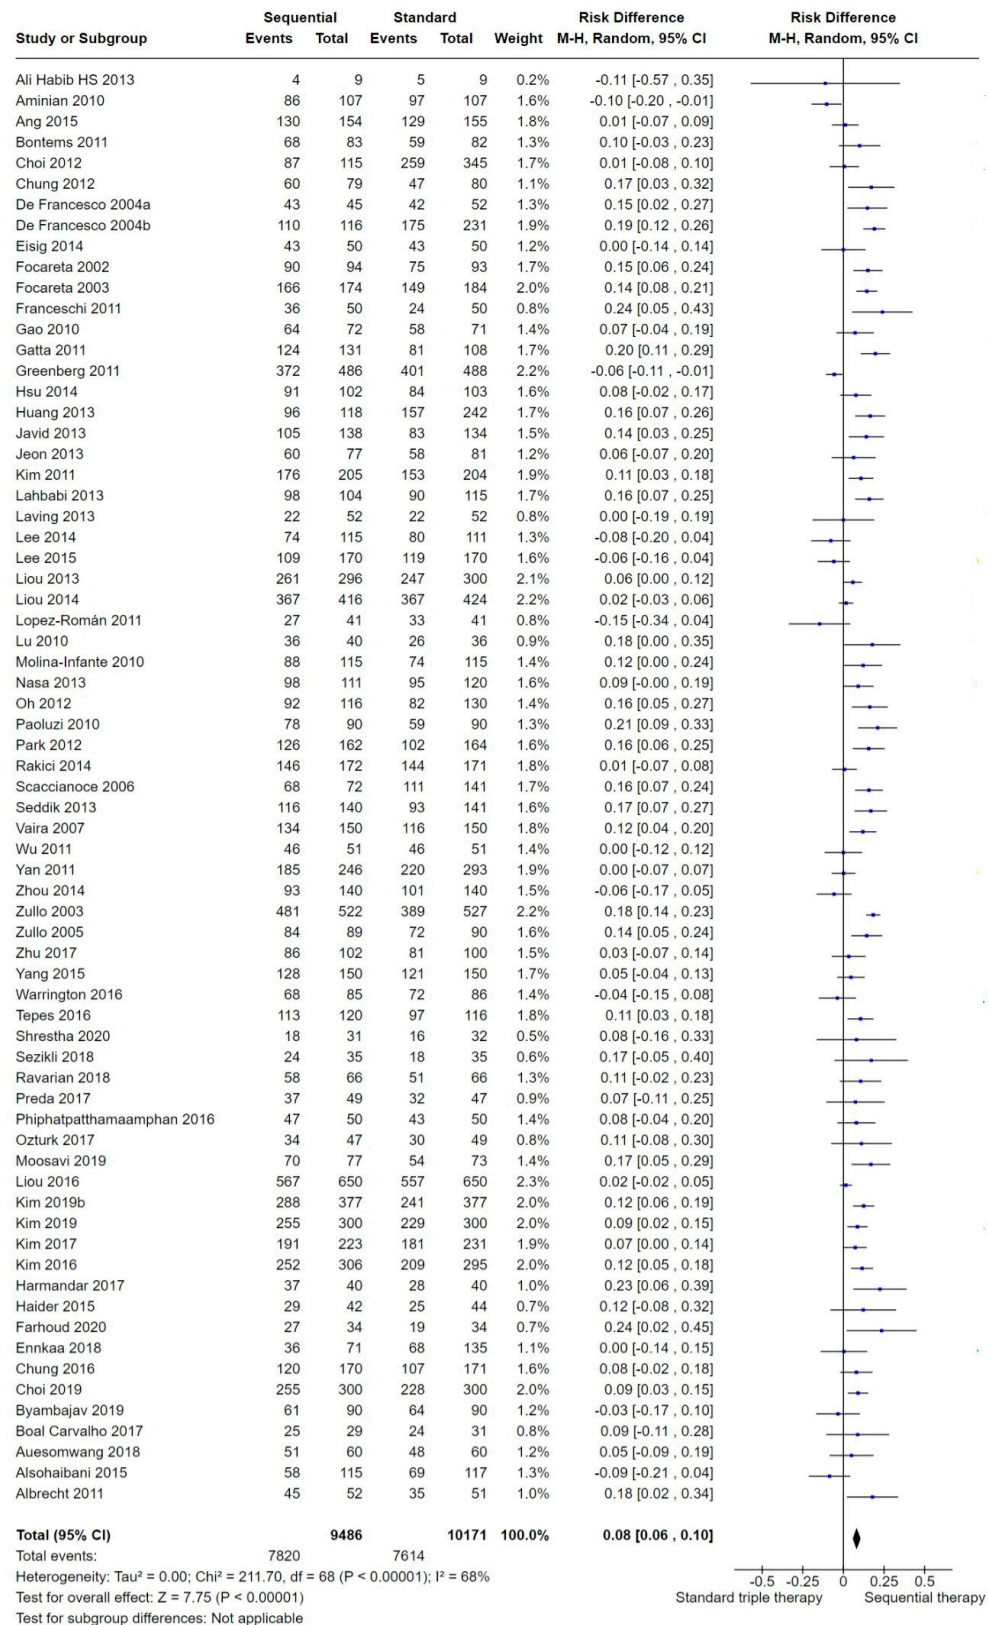 Sequential Standard Risk Difference Risk Difference
Study or Subgroup Events Total Events Total Weight M-H, Random, 95% CI M-H, Random, 95% CI
Ali Habib HS 2013 4 9 5 9 0.2% -0.11 [-0.57 , 0.35]
Aminian 2010 86 107 97 107 1.6% -0.10 [-0.20 , -0.01]
Ang 2015 130 154 129 155 1.8% 0.01 [-0.07 , 0.09]
Bontems 2011 68 83 59 82 1.3% 0.10 [-0.03 , 0.23]
Choi 2012 87 115 259 345 1.7% 0.01 [-0.08 , 0.10]
Chung 2012 60 79 47 80 1.1% 0.17 [0.03 , 0.32]
De Francesco 2004a 43 45 42 52 1.3% 0.15 [0.02 , 0.27]
De Francesco 2004b 110 116 175 231 1.9% 0.19 [0.12 , 0.26]
Eisig 2014 43 50 43 50 1.2% 0.00 [-0.14 , 0.14]
Focareta 2002 90 94 75 93 1.7% 0.15 [0.06 , 0.24]
Focareta 2003 166 174 149 184 2.0% 0.14 [0.08 , 0.21]
Franceschi 2011 36 50 24 50 0.8% 0.24 [0.05 , 0.43]
Gao 2010 64 72 58 71 1.4% 0.07 [-0.04 , 0.19]
Gatta 2011 124 131 81 108 1.7% 0.20 [0.11 , 0.29]
Greenberg 2011 372 486 401 488 2.2% -0.06 [-0.11 , -0.01]
Hsu 2014 91 102 84 103 1.6% 0.08 [-0.02 , 0.17]
Huang 2013 96 118 157 242 1.6% 0.16 [0.07 , 0.26]
Javid 2013 105 138 83 134 1.5% 0.14 [0.03 , 0.25]
Jeon 2013 60 77 58 81 1.2% 0.06 [-0.07 , 0.20]
Kim 2011 176 205 153 204 1.9% 0.11 [0.03 , 0.18]
Lahbabi 2013 98 104 90 115 1.7% 0.16 [0.07 , 0.25]
Laving 2013 22 52 22 52 0.8% 0.00 [-0.19 , 0.19]
Lee 2014 74 115 80 111 1.3% -0.08 [-0.20 , 0.04]
Lee 2015 109 170 119 170 1.6% -0.06 [-0.16 , 0.04]
Liou 2013 261 296 247 300 2.1% 0.06 [0.00 , 0.12]
Liou 2014 367 416 367 424 2.2% 0.02 [-0.03 , 0.06]
Lopez-Román 2011 27 41 33 41 0.8% -0.15 [-0.34 , 0.04]
Lu 2010 36 40 26 36 0.9% 0.18 [0.00 , 0.35]
Molina-Infante 2010 88 115 74 115 1.4% 0.12 [0.00 , 0.24]
Nasa 2013 98 111 95 120 1.6% 0.09 [-0.00 , 0.19]
Oh 2012 92 116 82 130 1.5% 0.16 [0.05 , 0.27]
Paoluzi 2010 78 90 59 90 1.3% 0.21 [0.09 , 0.33]
Park 2012 126 162 102 164 1.6% 0.16 [0.06 , 0.25]
Rakici 2014 146 172 144 171 1.8% 0.01 [-0.07 , 0.08]
Scaccianoce 2006 68 72 111 141 1.7% 0.16 [0.07 , 0.24]
Seddik 2013 116 140 93 141 1.6% 0.17 [0.07 , 0.27]
Vaira 2007 134 150 116 150 1.8% 0.12 [0.04 , 0.20]
Wu 2011 46 51 46 51 1.4% 0.00 [-0.12 , 0.12]
Yan 2011 185 246 220 293 1.9% 0.00 [-0.07 , 0.07]
Zhou 2014 93 140 101 140 1.5% -0.06 [-0.17 , 0.05]
Zullo 2003 481 522 389 527 2.2% 0.18 [0.14 , 0.23]
Zullo 2005 84 89 72 90 1.6% 0.14 [0.05 , 0.24]
Zhu 2017 86 102 81 100 1.5% 0.03 [-0.07 , 0.14]
Yang 2015 128 150 121 150 1.7% 0.05 [-0.04 , 0.13]
Warrington 2016 68 85 72 86 1.4% -0.04 [-0.15 , 0.08]
Tepes 2016 113 120 97 116 1.8% 0.11 [0.03 , 0.18]
Shrestha 2020 18 31 16 32 0.5% 0.08 [-0.16 , 0.33]
Sezikli 2018 24 35 18 35 0.6% 0.17 [-0.05 , 0.40]
Ravarian 2018 58 66 51 66 1.3% 0.11 [-0.02 , 0.23]
Preda 2017 37 49 32 47 0.9% 0.07 [-0.11 , 0.25]
Phiphatpatthamaamphan 2016 47 50 43 50 1.4% 0.08 [-0.04 , 0.20]
Ozturk 2017 34 47 30 49 0.8% 0.11 [-0.08 , 0.30]
Moosavi 2019 70 77 54 73 1.4% 0.17 [0.05 , 0.29]
Liou 2016 567 650 557 650 2.3% 0.02 [-0.02 , 0.05]
Kim 2019b 288 377 241 377 2.0% 0.12 [0.06 , 0.19]
Kim 2019 255 300 229 300 2.0% 0.09 [0.02 , 0.15]
Kim 2017 191 223 181 231 1.9% 0.07 [0.00 , 0.14]
Kim 2016 252 306 209 295 2.0% 0.12 [0.05 , 0.18]
Harmandar 2017 37 40 28 40 1.0% 0.23 [0.06 , 0.39]
Haider 2015 29 42 25 44 0.7% 0.12 [-0.08 , 0.32]
Farhoud 2020 27 34 19 34 0.7% 0.24 [0.02 , 0.45]
Ennkaa 2018 36 71 68 135 1.2% 0.00 [-0.14 , 0.15]
Chung 2016 120 170 107 171 1.6% 0.08 [-0.02 , 0.18]
Choi 2019 255 300 228 300 2.0% 0.09 [0.03 , 0.15]
Byambajav 2019 61 90 64 90 1.2% -0.03 [-0.17 , 0.10]
Boal Carvalho 2017 25 29 24 31 0.8% 0.09 [-0.11 , 0.28]
Auesomwang 2018 51 60 48 60 1.2% 0.05 [-0.09 , 0.19]
Alsohaibani 2015 58 115 69 117 1.3% -0.09 [-0.21 , 0.04]
Albrecht 2011 45 52 35 51 1.0% 0.18 [0.02 , 0.34]
Total (95% CI) 9486 10171 100.0% 0.08 [0.06 , 0.10]
Total events: 7820 7614
Heterogeneity: Tau² = 0.00; Chi² = 211.70, df = 68 (P < 0.00001); I² = 68%
-0.5 -0.25 0 0.25 0.5
Test for overall effect: Z = 7.75 (P < 0.00001) Standard triple therapy Sequential therapy
Test for subgroup differences: Not applicable